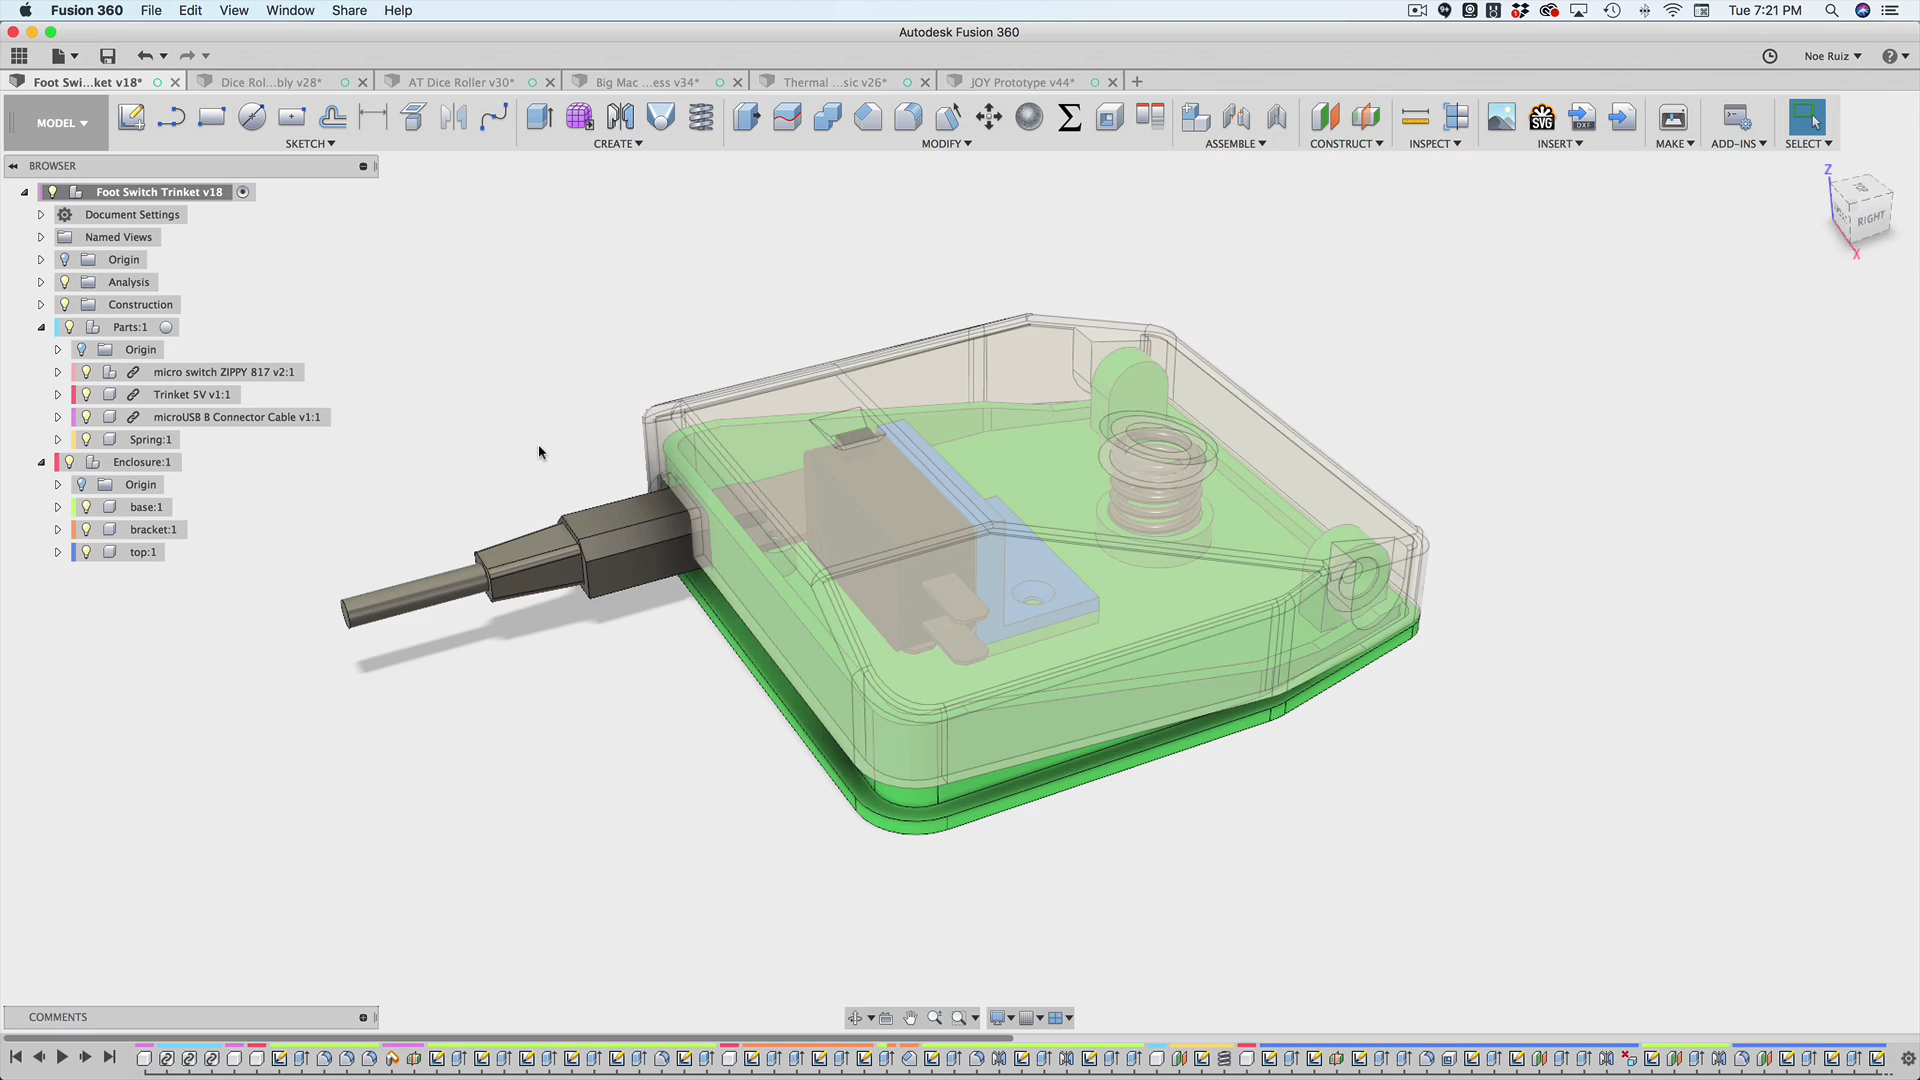 Fusion 360 File Edit View Window Share Help Tue 7:21 PM
Autodesk Fusion 360
Noe Ruiz
Foot Swi...ket v18* Dice Rol...bly v28* AT Dice Roller v30* Big Mac ...ess v34* Thermal ...sic v26* JOY Prototype v44*
MODEL
SVG
DXF
SKETCH CREATE MODIFY ASSEMBLE CONSTRUCT INSPECT INSERT MAKE ADD-INS SELECT
BROWSER
Foot Switch Trinket v18
Document Settings
Named Views
Origin
Analysis
Construction
Parts:1
Origin
micro switch ZIPPY 817 v2:1
Trinket 5V v1:1
microUSB B Connector Cable v1:1
Spring:1
Enclosure:1
Origin
base:1
bracket:1
top:1
Z
TOP
RIGHT
X
COMMENTS